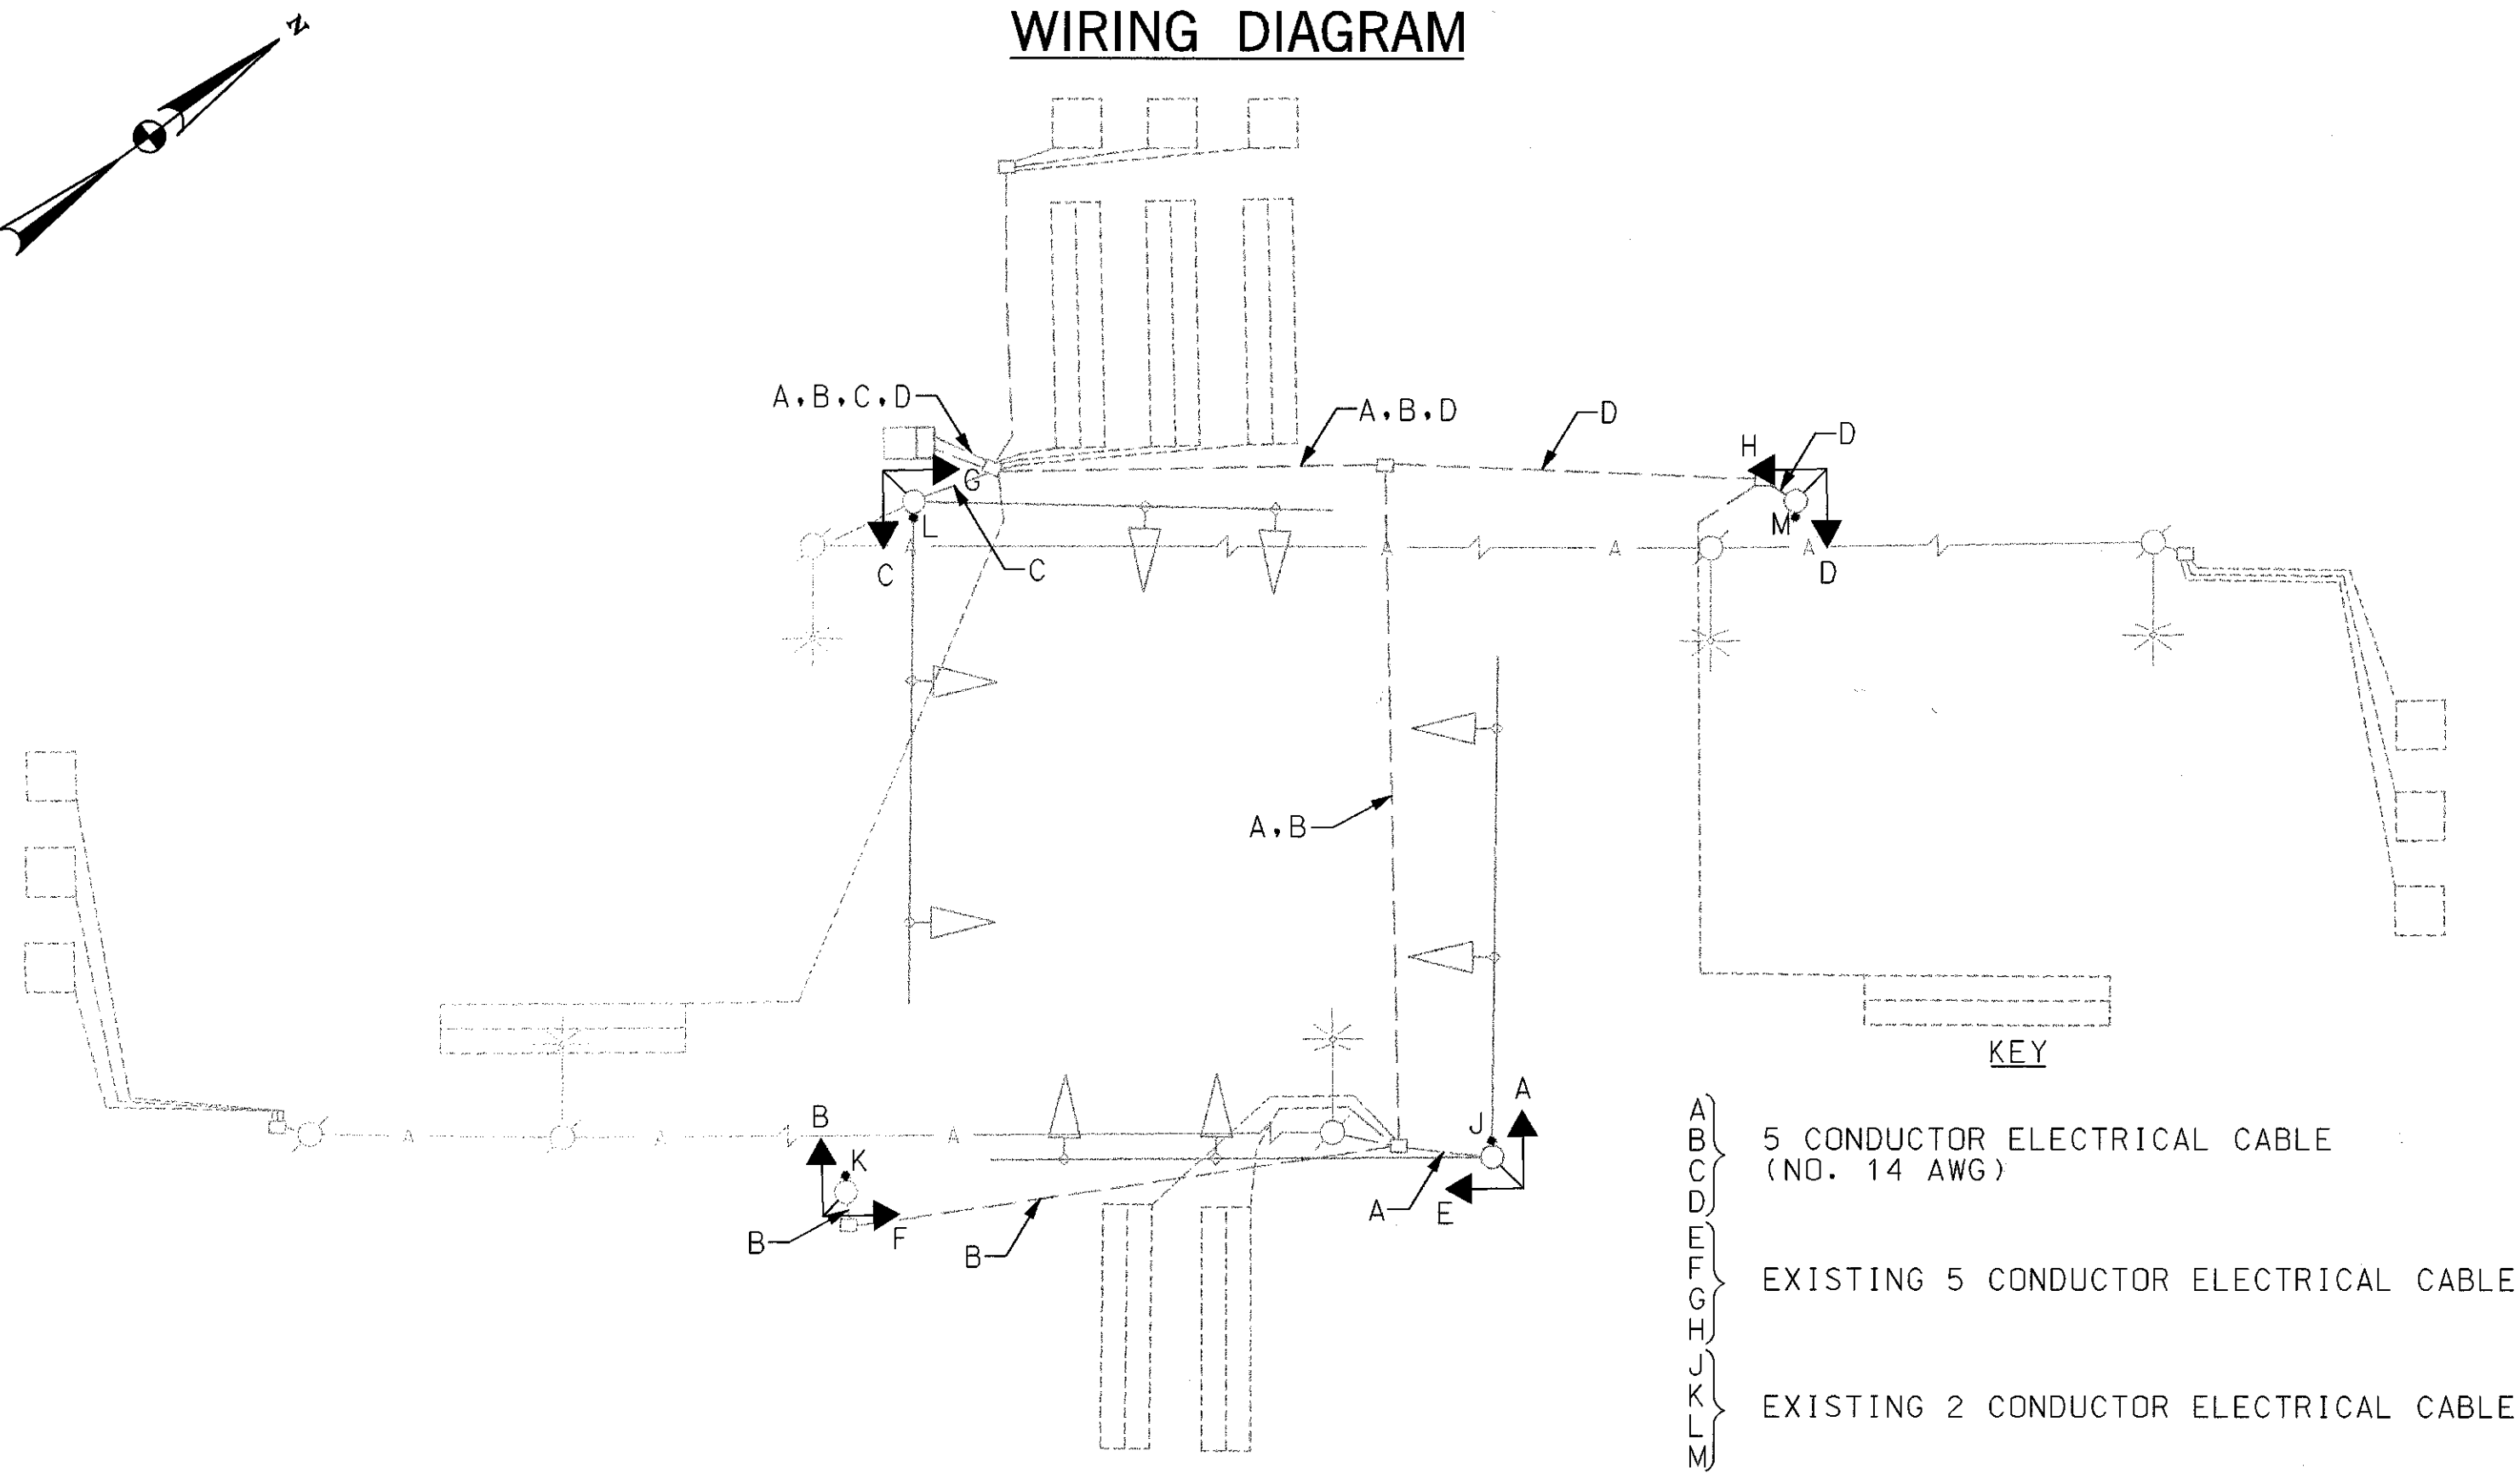 WIRING DIAGRAM
N
A,B,C,D
A,B,D
D
H
D
G
L
M
C
C
A
A
A
A
D
A,B
A
B
K
A
A
A
J
A
E
F
B
B
KEY
A
B
C
D
5 CONDUCTOR ELECTRICAL CABLE
(NO. 14 AWG)
E
F
G
H
EXISTING 5 CONDUCTOR ELECTRICAL CABLE
J
K
L
M
EXISTING 2 CONDUCTOR ELECTRICAL CABLE